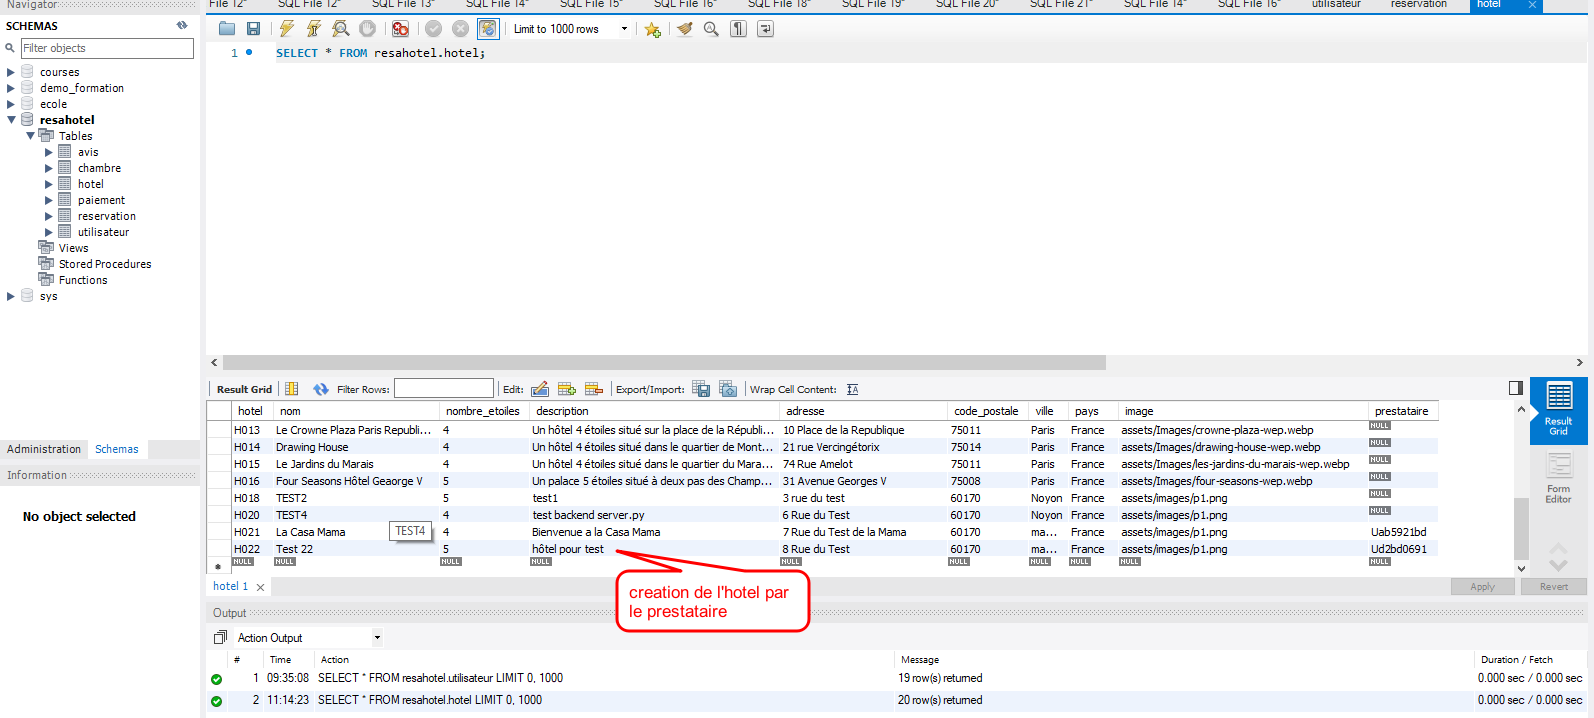 Navigator
SCHEMAS
Filter objects
courses
demo_formation
ecole
resahotel
Tables
avis
chambre
hotel
paiement
reservation
utilisateur
Views
Stored Procedures
Functions
sys
Administration Schemas
Information
No object selected
File 12* SQL File 12* SQL File 13* SQL File 14* SQL File 15* SQL File 16* SQL File 18* SQL File 19* SQL File 20* SQL File 21* SQL File 14* SQL File 16* utilisateur reservation hotel
Limit to 1000 rows
1 SELECT * FROM resahotel.hotel;
Result Grid Filter Rows: Edit: Export/Import: Wrap Cell Content:
hotel nom nombre_etoiles description adresse code_postale ville pays image prestataire
H013 Le Crowne Plaza Paris Republi... 4 Un hôtel 4 étoiles situé sur la place de la Républi... 10 Place de la Republique 75011 Paris France assets/Images/crowne-plaza-wep.webp NULL
H014 Drawing House 4 Un hôtel 4 étoiles situé dans le quartier de Mont... 21 rue Vercingétorix 75014 Paris France assets/Images/drawing-house-wep.webp NULL
H015 Le Jardins du Marais 4 Un hôtel 4 étoiles situé dans le quartier du Mara... 74 Rue Amelot 75011 Paris France assets/Images/les-jardins-du-marais-wep.webp NULL
H016 Four Seasons Hôtel Geaorge V 5 Un palace 5 étoiles situé à deux pas des Champ... 31 Avenue Georges V 75008 Paris France assets/Images/four-seasons-wep.webp NULL
H018 TEST2 5 test1 3 rue du test 60170 Noyon France assets/images/p1.png NULL
H020 TEST4 4 test backend server.py 6 Rue du Test 60170 Noyon France assets/images/p1.png NULL
H021 La Casa Mama 4 Bienvenue a la Casa Mama 7 Rue du Test de la Mama 60170 ma... France assets/images/p1.png Uab5921bd
TEST4
H022 Test 22 5 hôtel pour test 8 Rue du Test 60170 ma... France assets/images/p1.png Ud2bd0691
NULL NULL NULL NULL NULL NULL NULL NULL NULL NULL
Result
Grid
Form
Editor
creation de l'hotel par
le prestataire
hotel 1 Apply Revert
Output
Action Output
# Time Action Message Duration / Fetch
1 09:35:08 SELECT * FROM resahotel.utilisateur LIMIT 0, 1000 19 row(s) returned 0.000 sec / 0.000 sec
2 11:14:23 SELECT * FROM resahotel.hotel LIMIT 0, 1000 20 row(s) returned 0.000 sec / 0.000 sec